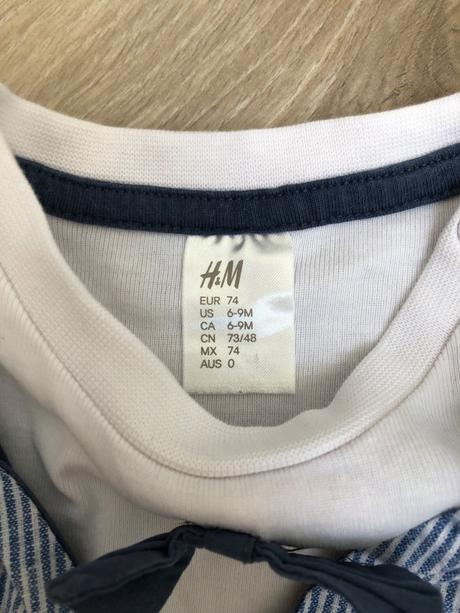 H&M
EUR 74
US 6-9M
CA 6-9M
CN 73/48
MX 74
AUS 0